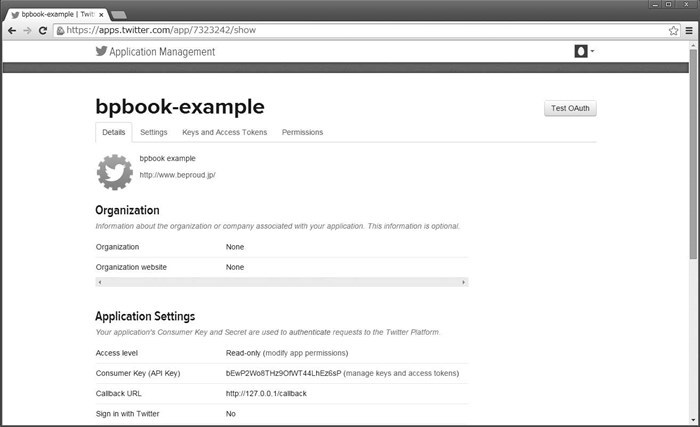 bpbook-example | Twitt
https://apps.twitter.com/app/7323242/show
Application Management
bpbook-example
Test OAuth
Details Settings Keys and Access Tokens Permissions
bpbook example
http://www.beproud.jp/
Organization
Information about the organization or company associated with your application. This information is optional.
Organization None
Organization website None
Application Settings
Your application's Consumer Key and Secret are used to authenticate requests to the Twitter Platform.
Access level Read-only (modify app permissions)
Consumer Key (API Key) bEwP2Wo8THz9OfWT44LhEz6sP (manage keys and access tokens)
Callback URL http://127.0.0.1/callback
Sign in with Twitter No